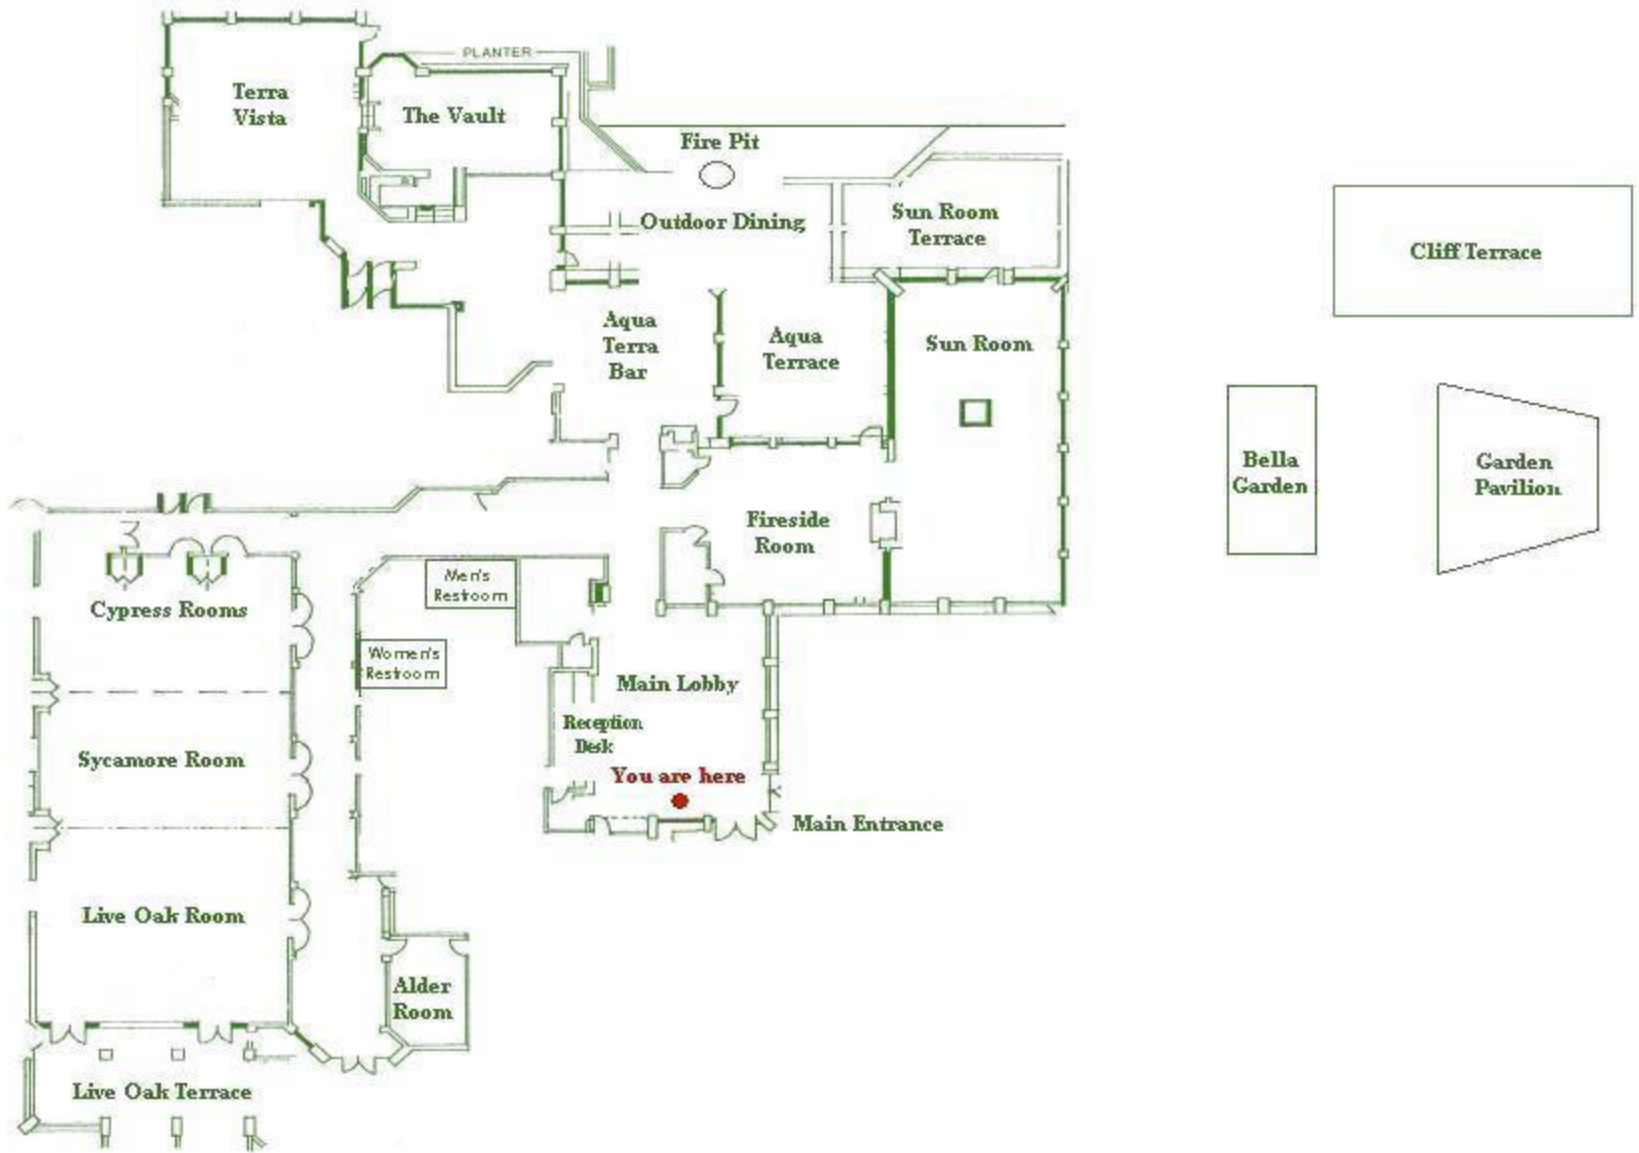 PLANTER
Terra
Vista
The Vault
Fire Pit
Outdoor Dining
Sun Room
Terrace
Cliff Terrace
Aqua
Terra
Bar
Aqua
Terrace
Sun Room
Bella
Garden
Garden
Pavilion
Fireside
Room
Men's
Restroom
Cypress Rooms
Women's
Restroom
Main Lobby
Reception
Desk
Sycamore Room
You are here
Main Entrance
Live Oak Room
Alder
Room
Live Oak Terrace